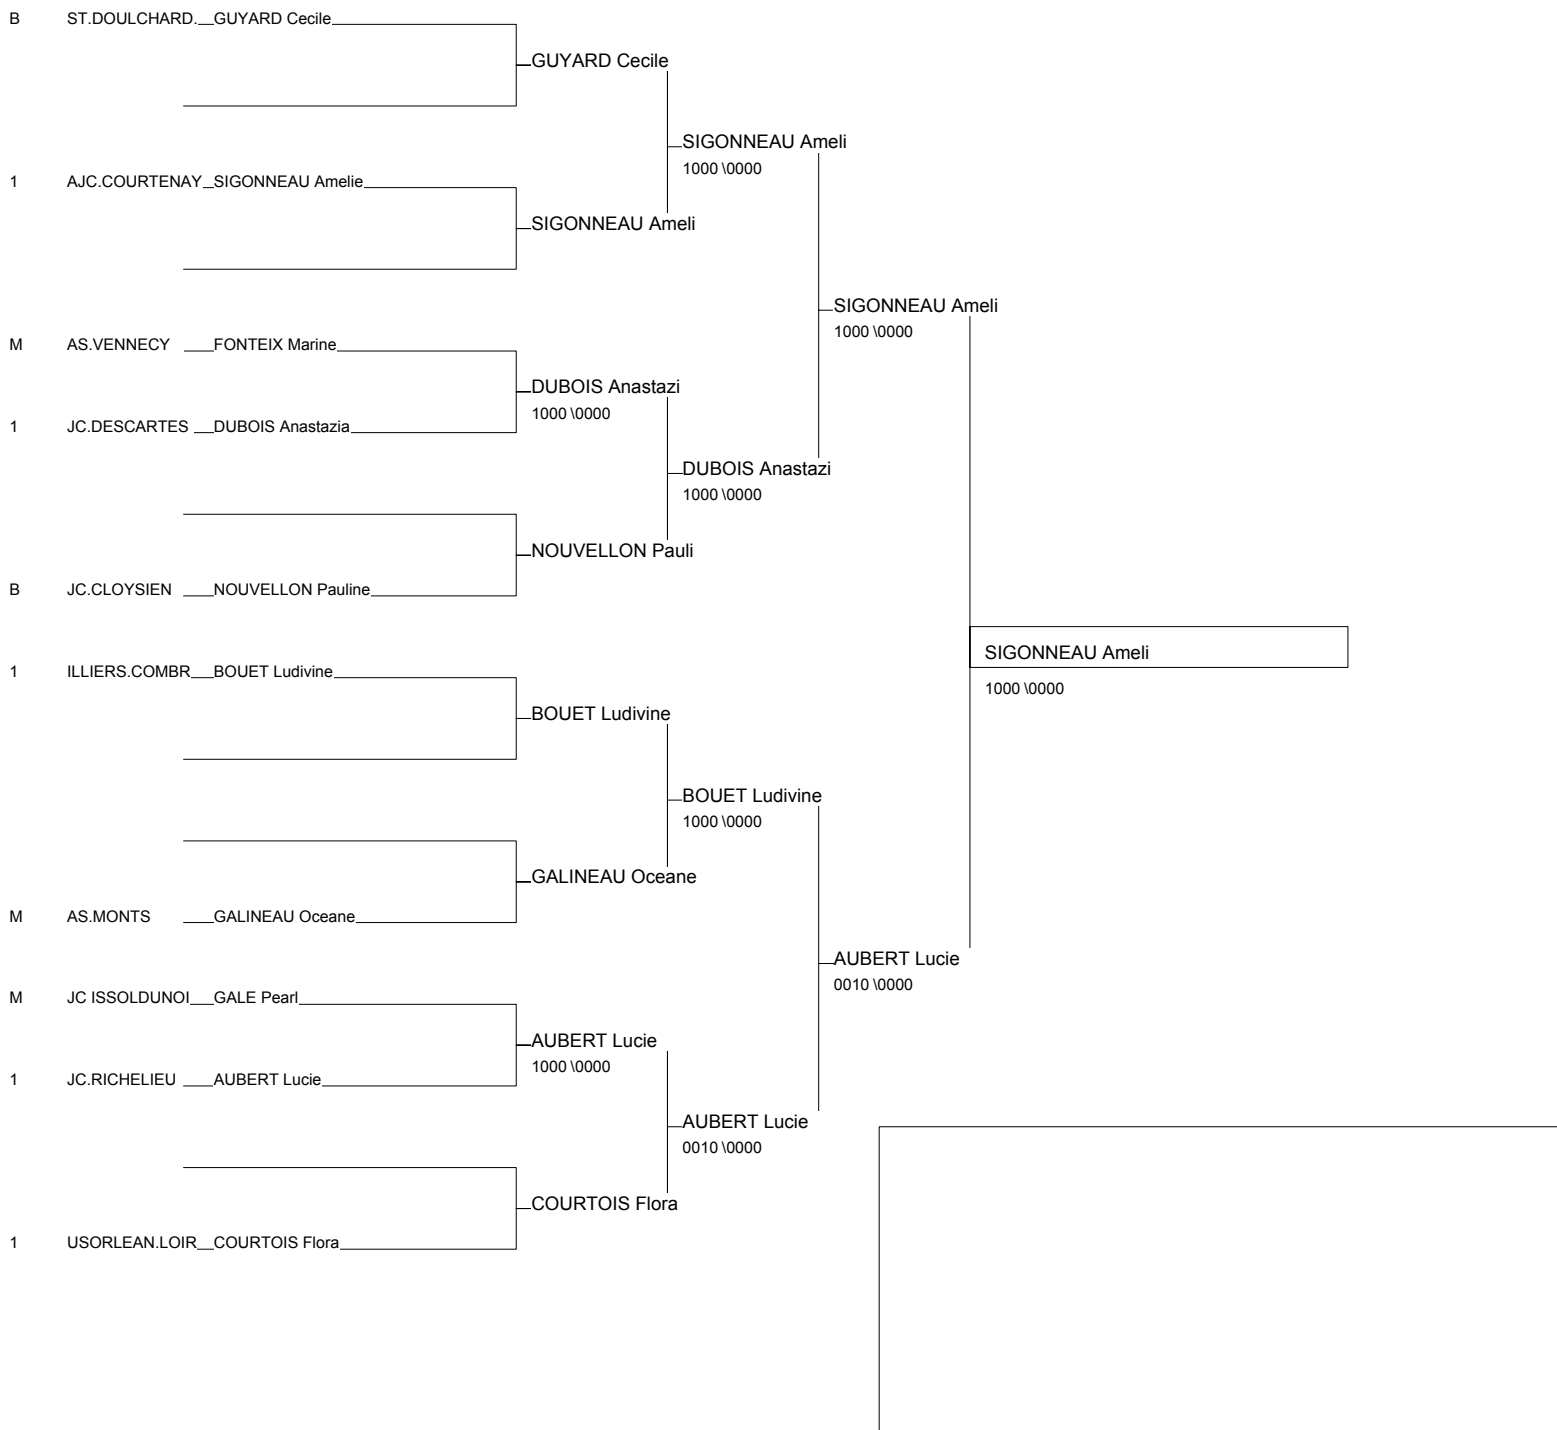 B ST.DOULCHARD. GUYARD Cecile
GUYARD Cecile
SIGONNEAU Ameli
1000 \0000
1 AJC.COURTENAY SIGONNEAU Amelie
SIGONNEAU Ameli
SIGONNEAU Ameli
1000 \0000
M AS.VENNECY FONTEIX Marine
DUBOIS Anastazi
1000 \0000
1 JC.DESCARTES DUBOIS Anastazia
DUBOIS Anastazi
1000 \0000
NOUVELLON Pauli
B JC.CLOYSIEN NOUVELLON Pauline
SIGONNEAU Ameli
1000 \0000
1 ILLIERS.COMBR BOUET Ludivine
BOUET Ludivine
BOUET Ludivine
1000 \0000
GALINEAU Oceane
M AS.MONTS GALINEAU Oceane
AUBERT Lucie
0010 \0000
M JC ISSOLDUNOI GALE Pearl
AUBERT Lucie
1000 \0000
1 JC.RICHELIEU AUBERT Lucie
AUBERT Lucie
0010 \0000
COURTOIS Flora
1 USORLEAN.LOIR COURTOIS Flora